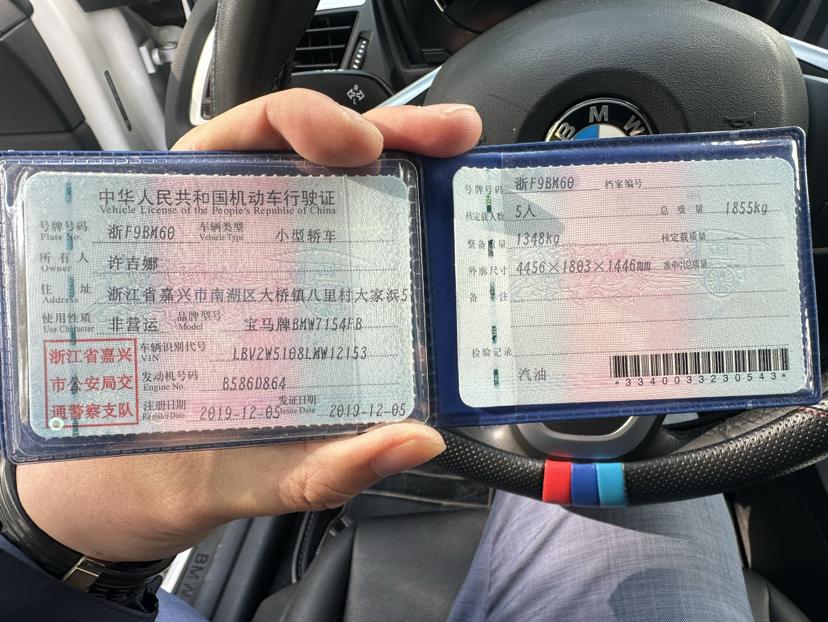 中华人民共和国机动车行驶证
Vehicle License of the People's Republic of China
号牌号码 浙F9BM60 车辆类型 小型轿车
Plate No. Vehicle Type
所有人 许吉娜
Owner
住址 浙江省嘉兴市南湖区大桥镇八里村大家浜5
Address
使用性质 非营运 品牌型号 宝马牌BMW7154FB
Use Character Model
浙江省嘉兴
市公安局交
通警察支队
车辆识别代号 LBV2W5108LMW12153
VIN
发动机号码 B586D864
Engine No.
注册日期 2019-12-05 发证日期 2019-12-05
Register Date Issue Date
号牌号码 浙F9BM60 档案编号
核定载人数 5人 总质量 1855kg
整备质量 1348kg 核定载质量 --
外廓尺寸 4456×1803×1446mm 准牵总质量 --
备注
检验记录
汽油
*3340033230543*
BMW
BMW